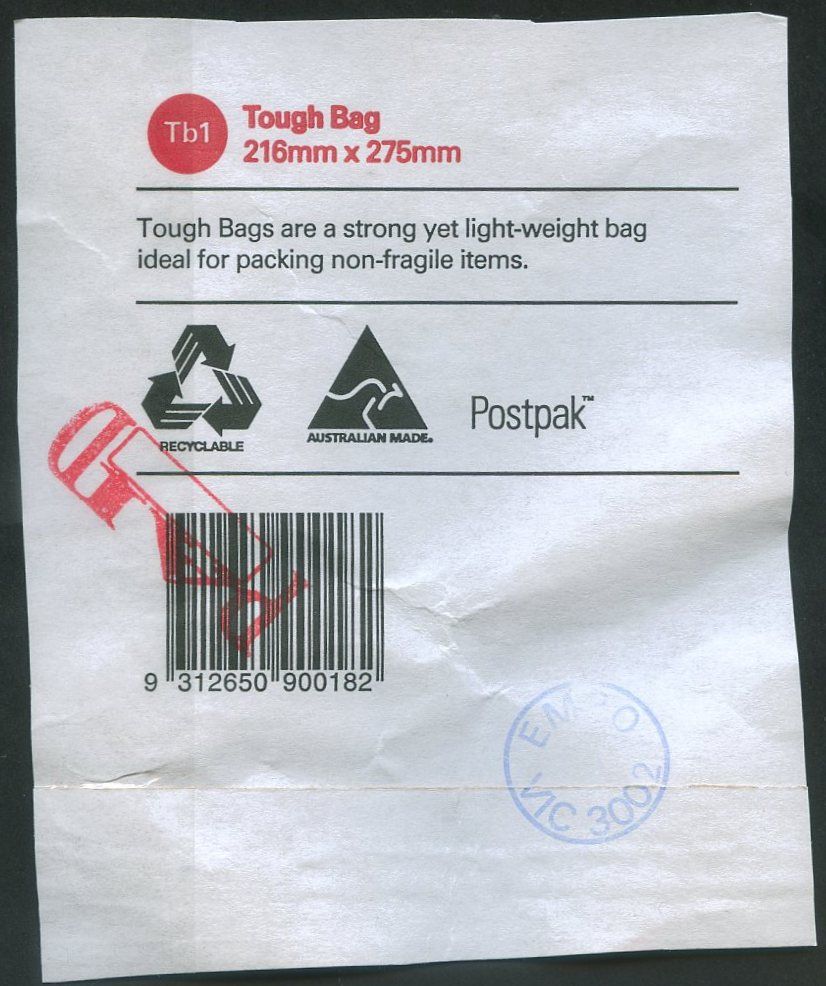 Tb1
Tough Bag
216mm x 275mm
Tough Bags are a strong yet light-weight bag
ideal for packing non-fragile items.
RECYCLABLE
AUSTRALIAN MADE.
Postpak™
9 312650 900182
VIC 3002